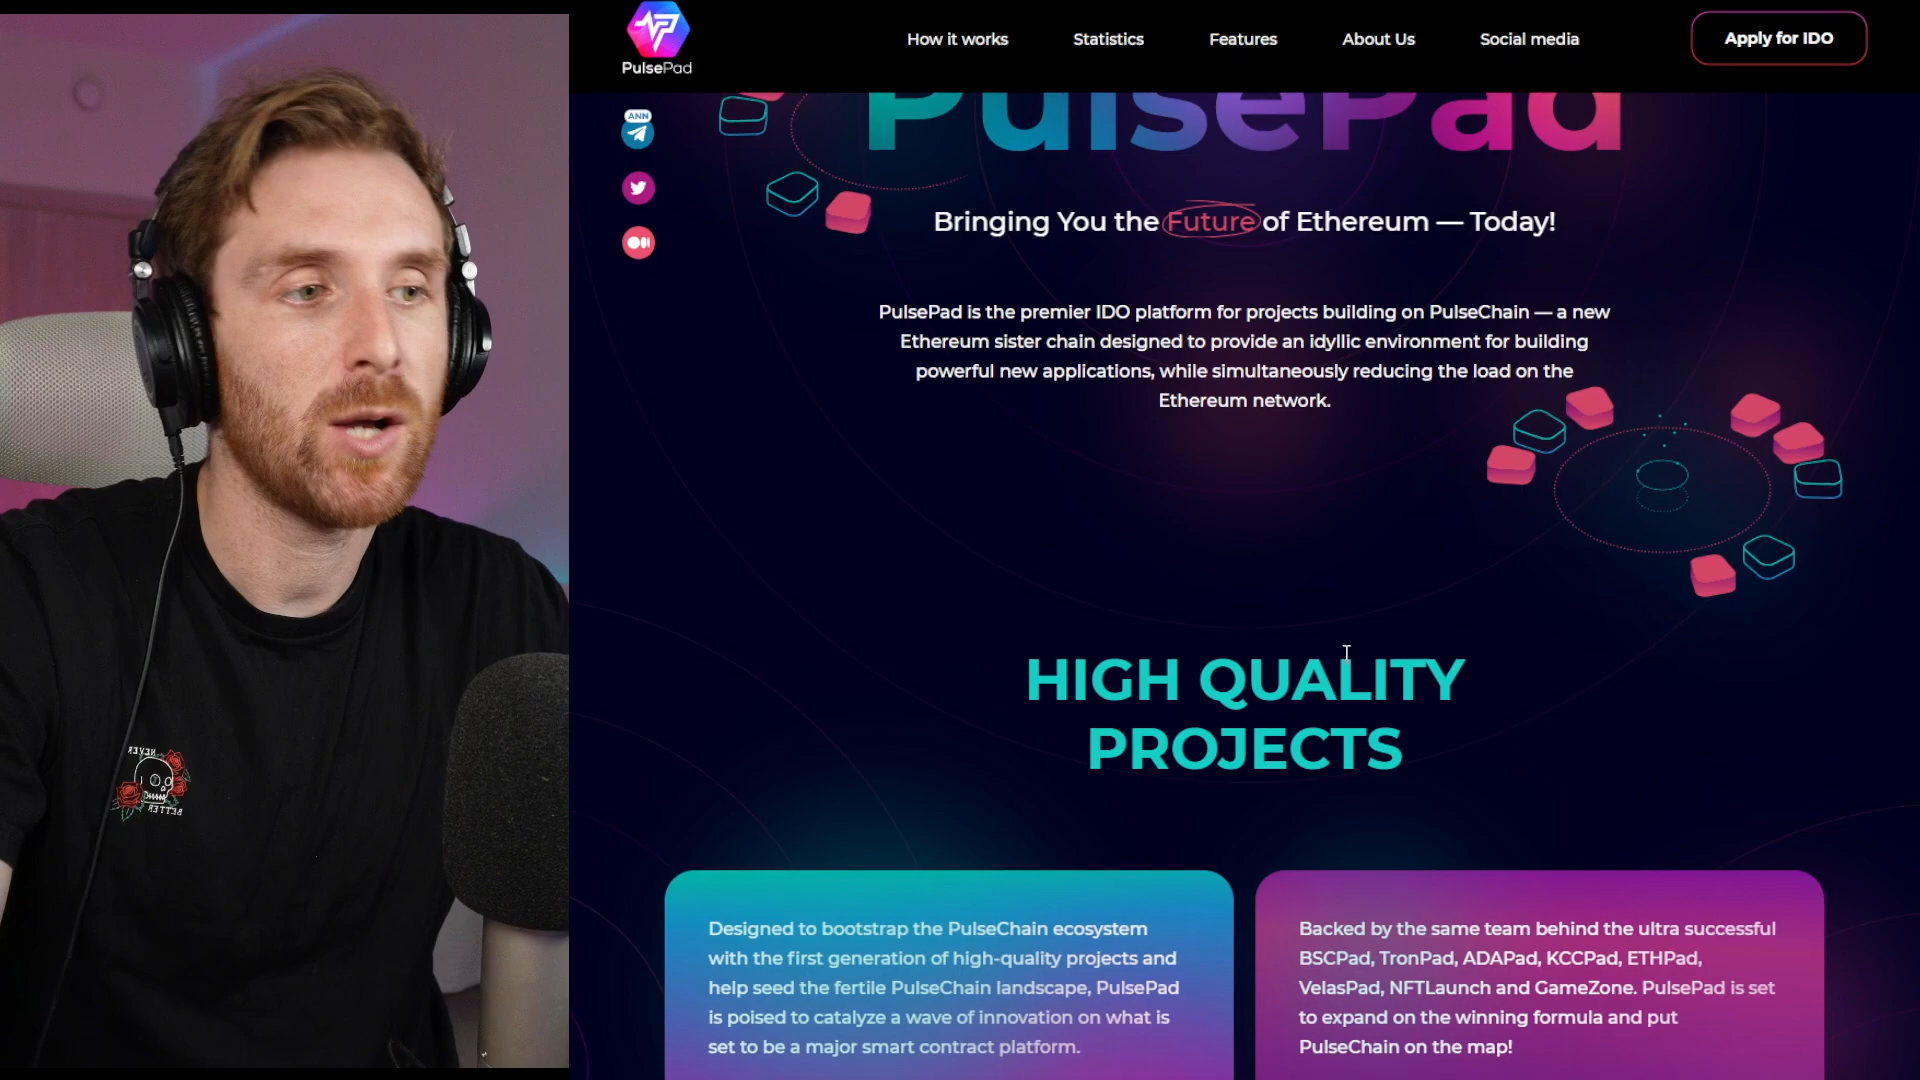 PulsePad
How it works
Statistics
Features
About Us
Social media
Apply for IDO
PulsePad
ANN
Bringing You the Future of Ethereum — Today!
PulsePad is the premier IDO platform for projects building on PulseChain — a new
Ethereum sister chain designed to provide an idyllic environment for building
powerful new applications, while simultaneously reducing the load on the
Ethereum network.
HIGH QUALITY
PROJECTS
Designed to bootstrap the PulseChain ecosystem
with the first generation of high-quality projects and
help seed the fertile PulseChain landscape, PulsePad
is poised to catalyze a wave of innovation on what is
set to be a major smart contract platform.
Backed by the same team behind the ultra successful
BSCPad, TronPad, ADAPad, KCCPad, ETHPad,
VelasPad, NFTLaunch and GameZone. PulsePad is set
to expand on the winning formula and put
PulseChain on the map!
NEVER
BETTER